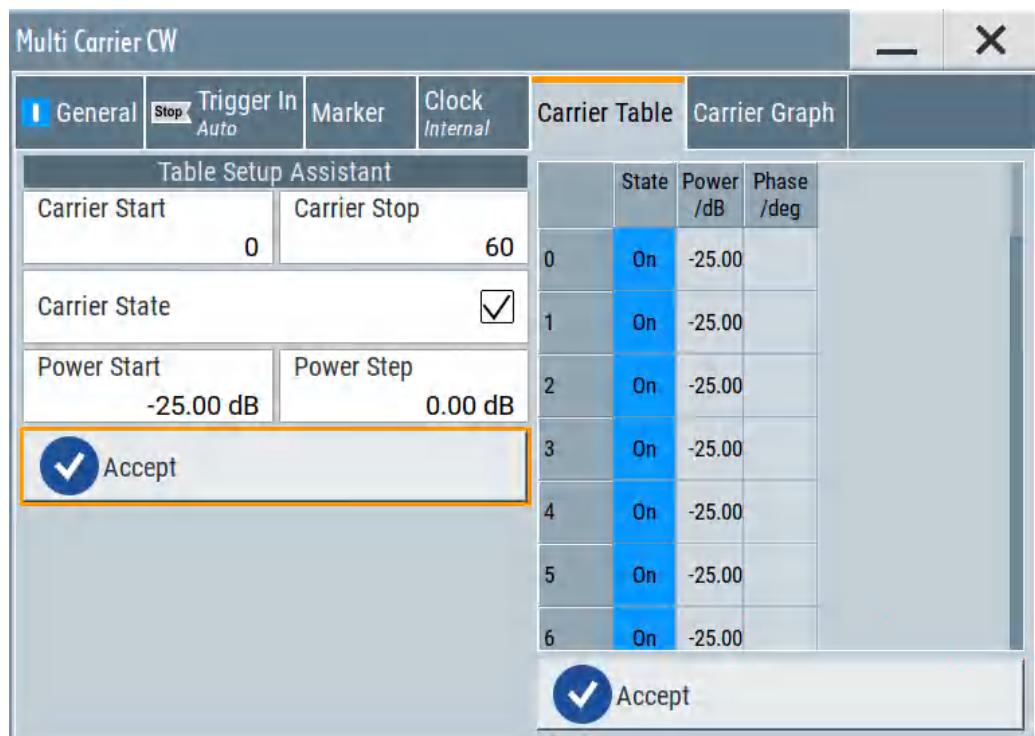 Multi Carrier CW
General
Stop
Trigger In
Auto
Marker
Clock
Internal
Carrier Table
Carrier Graph
Table Setup Assistant
Carrier Start
0
Carrier Stop
60
Carrier State
Power Start
-25.00 dB
Power Step
0.00 dB
Accept
State Power /dB Phase /deg
0 On -25.00
1 On -25.00
2 On -25.00
3 On -25.00
4 On -25.00
5 On -25.00
6 On -25.00
Accept